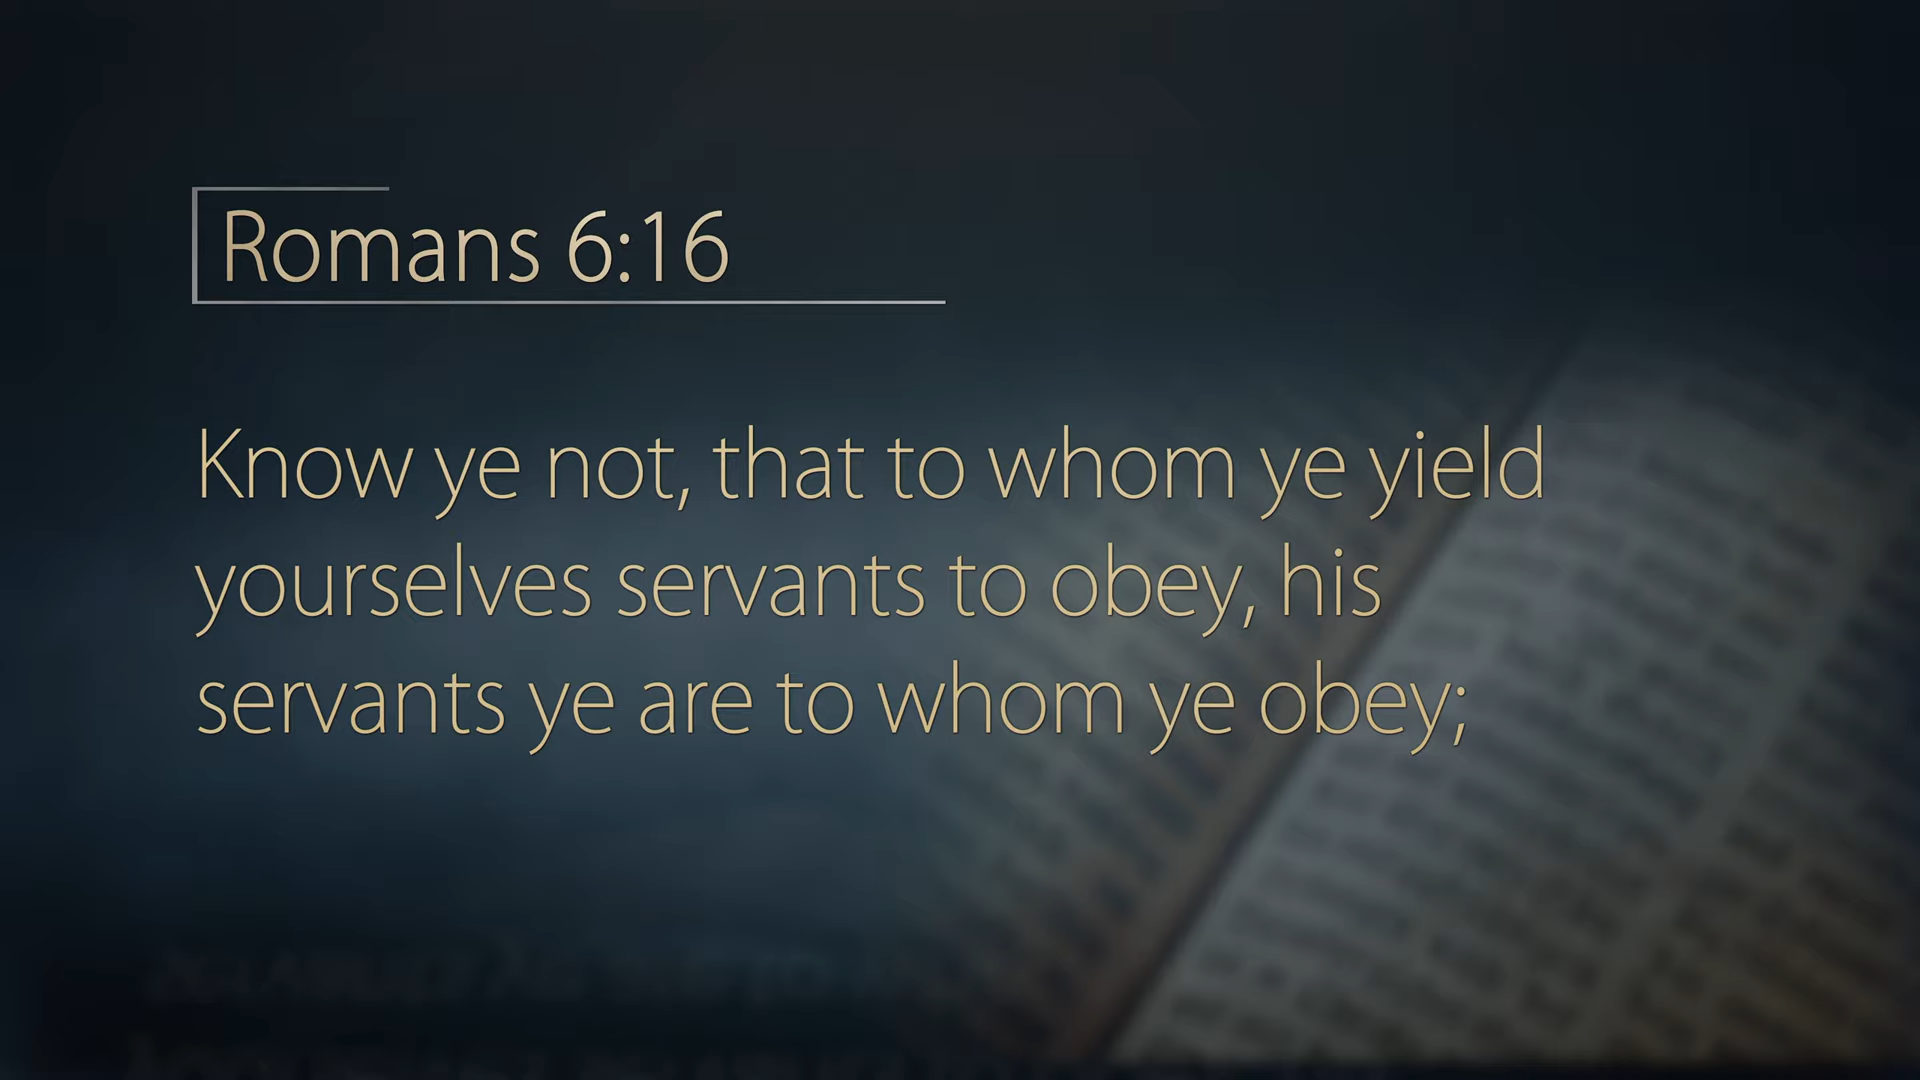 Romans 6:16
Know ye not, that to whom ye yield
yourselves servants to obey, his
servants ye are to whom ye obey;